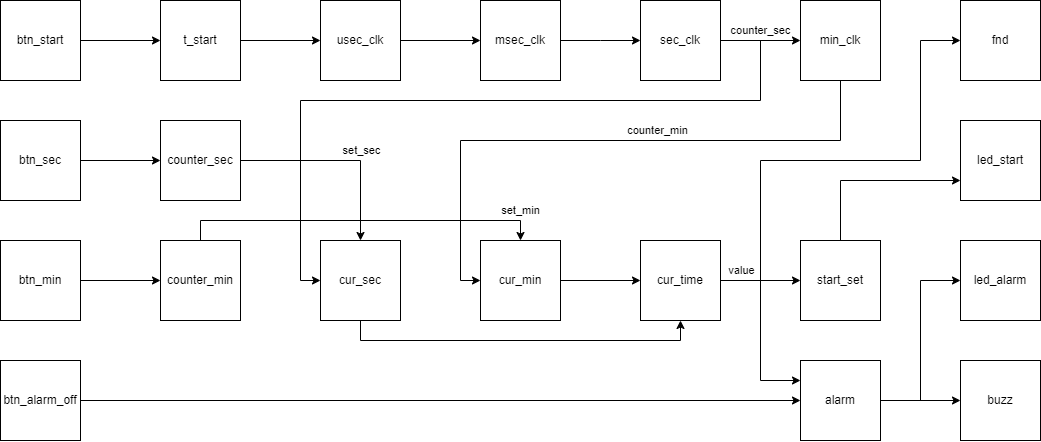 btn_start
t_start
usec_clk
msec_clk
sec_clk
counter_sec
min_clk
fnd
counter_min
btn_sec
counter_sec
set_sec
led_start
set_min
btn_min
counter_min
cur_sec
cur_min
cur_time
value
start_set
led_alarm
btn_alarm_off
alarm
buzz